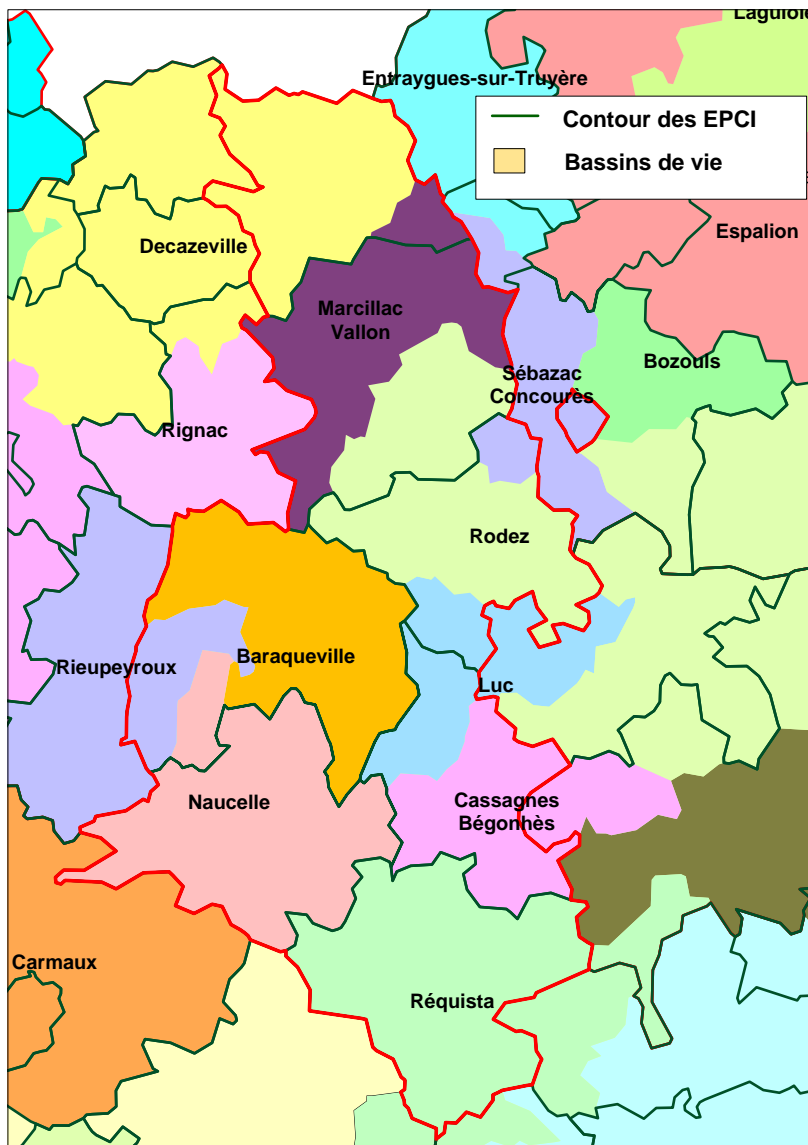 Laguiole
Entraygues-sur-Truyère
Contour des EPCI
Bassins de vie
Espalion
Decazeville
Marcillac
Vallon
Sébazac
Concourès
Bozouls
Rignac
Rodez
Rieupeyroux
Baraqueville
Luc
Naucelle
Cassagnes
Bégonhès
Carmaux
Réquista